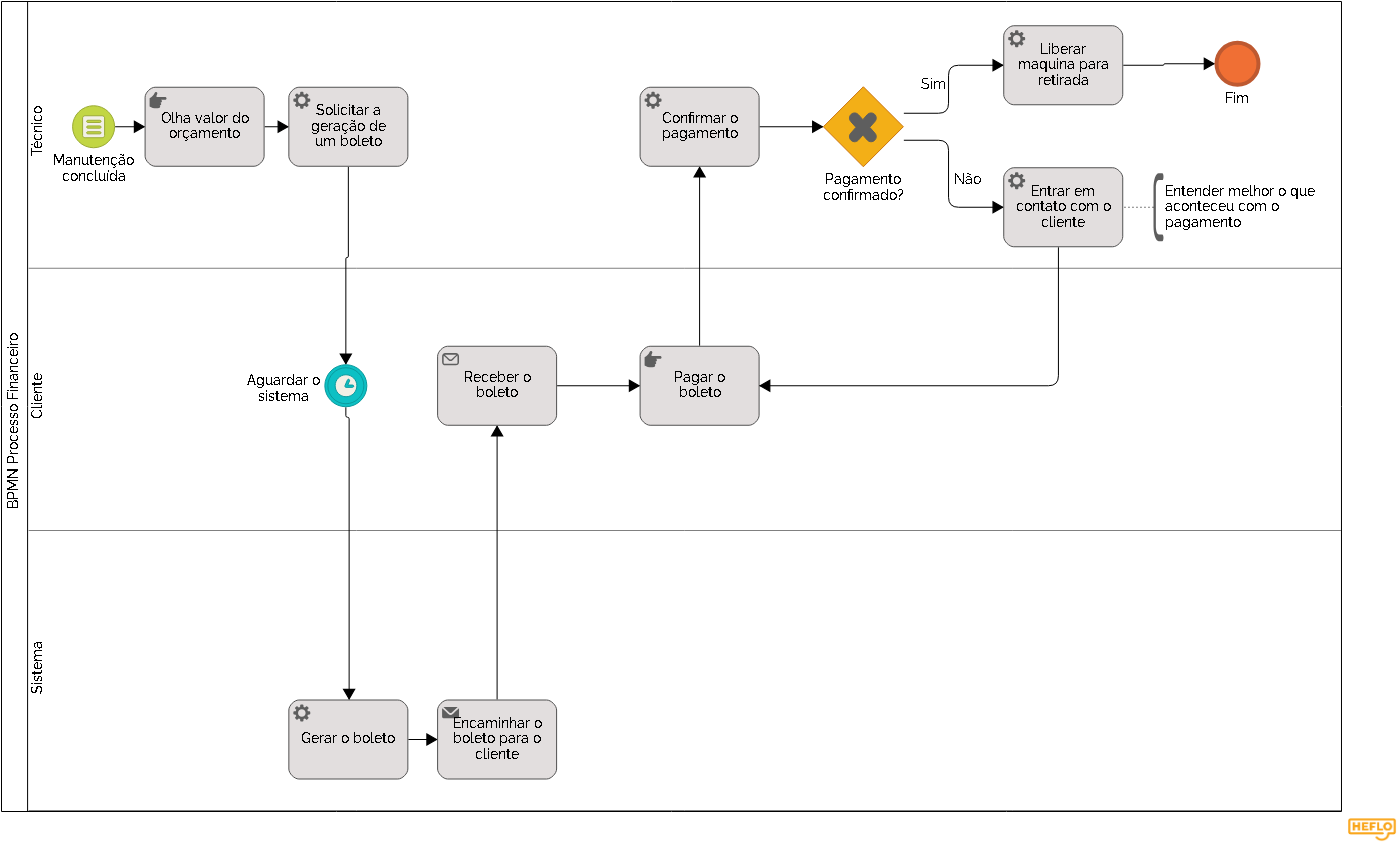 BPMN Processo Financeiro
Técnico
Manutenção
concluída
Olha valor do
orçamento
Solicitar a
geração de
um boleto
Confirmar o
pagamento
Pagamento
confirmado?
Sim
Não
Liberar
maquina para
retirada
Fim
Entrar em
contato com o
cliente
Entender melhor o que
aconteceu com o
pagamento
Cliente
Aguardar o
sistema
Receber o
boleto
Pagar o
boleto
Sistema
Gerar o boleto
Encaminhar o
boleto para o
cliente
HEFLO